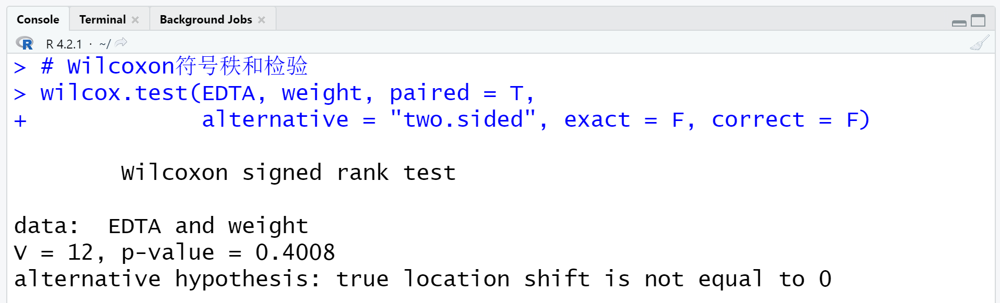 Console Terminal Background Jobs
R R 4.2.1 · ~/
> # Wilcoxon符号秩和检验
> wilcox.test(EDTA, weight, paired = T,
+             alternative = "two.sided", exact = F, correct = F)
        Wilcoxon signed rank test
data:  EDTA and weight
V = 12, p-value = 0.4008
alternative hypothesis: true location shift is not equal to 0